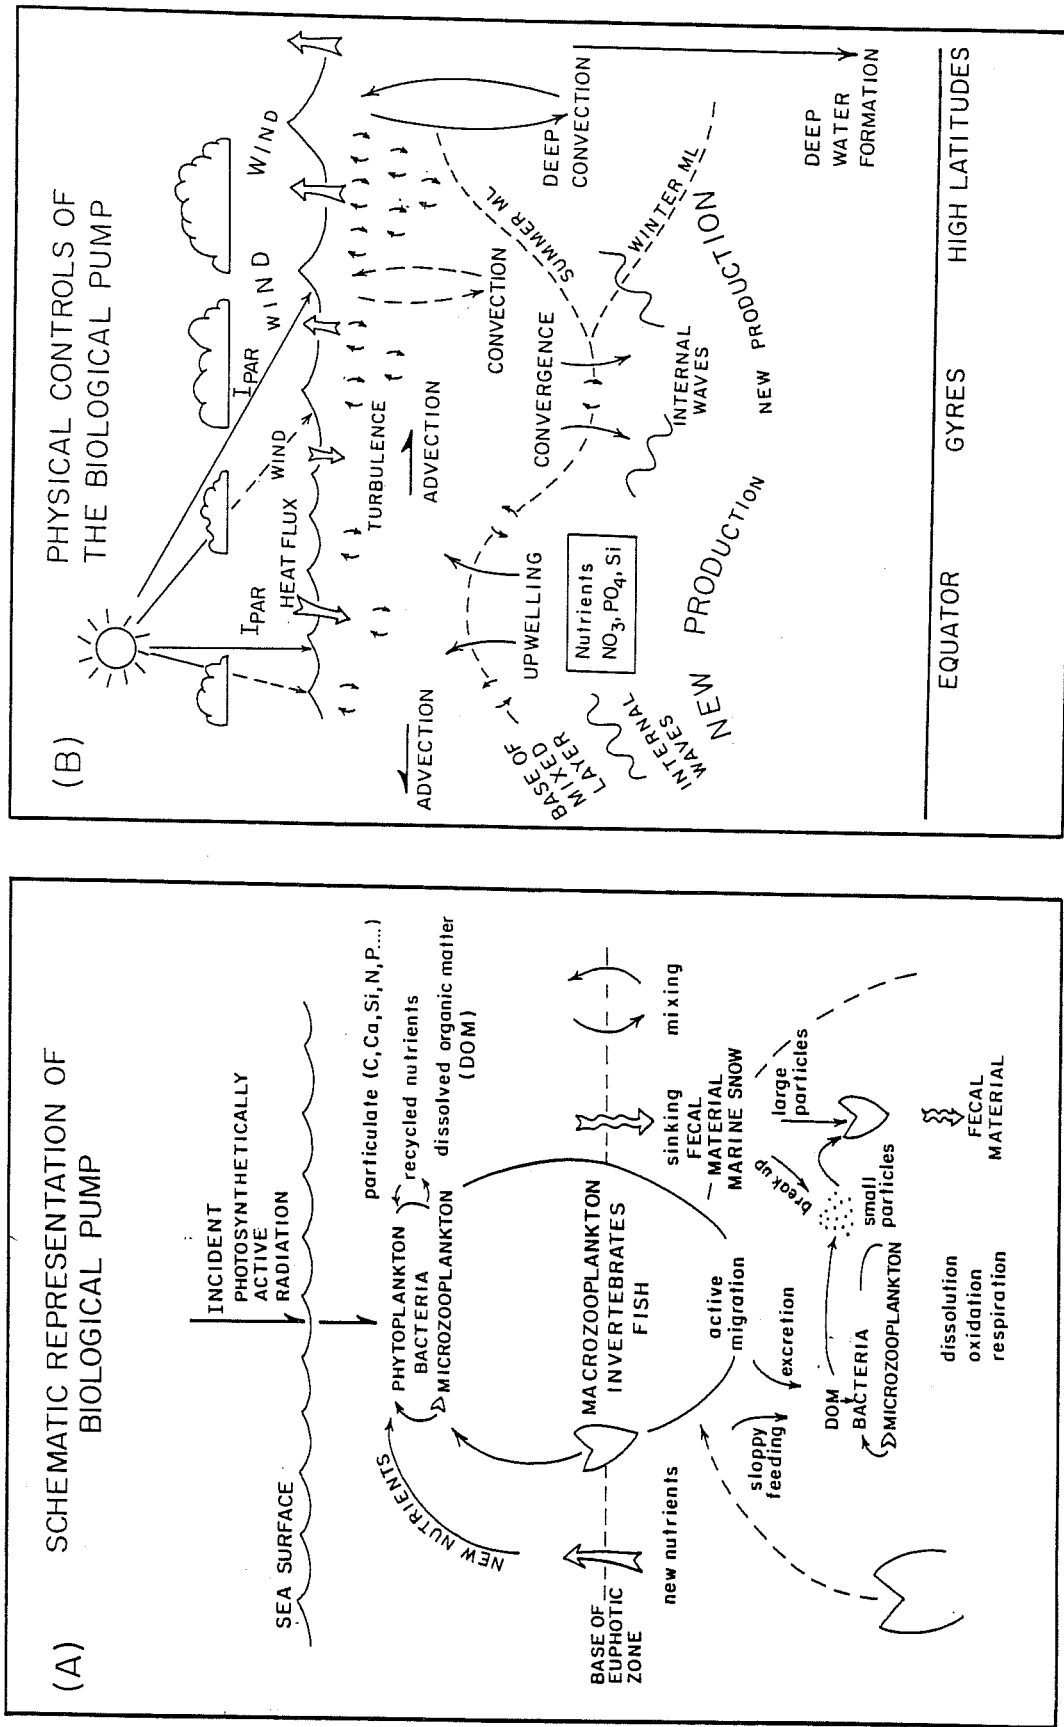 (A)
SCHEMATIC REPRESENTATION OF
BIOLOGICAL PUMP
INCIDENT
PHOTOSYNTHETICALLY
ACTIVE
RADIATION
SEA SURFACE
particulate (C,Ca,Si,N,P....)
PHYTOPLANKTON
BACTERIA
MICROZOOPLANKTON
recycled nutrients
dissolved organic matter
(DOM)
NEW NUTRIENTS
BASE OF
EUPHOTIC
ZONE
new nutrients
MACROZOOPLANKTON
INVERTEBRATES
FISH
mixing
sinking
FECAL
MATERIAL
MARINE SNOW
active
migration
excretion
sloppy
feeding
large
particles
break up
small
particles
DOM
BACTERIA
MICROZOOPLANKTON
dissolution
oxidation
respiration
FECAL
MATERIAL
(B)
PHYSICAL CONTROLS OF
THE BIOLOGICAL PUMP
IPAR
HEAT FLUX
WIND
IPAR
WIND
WIND
TURBULENCE
ADVECTION
ADVECTION
BASE OF
MIXED
LAYER
UPWELLING
CONVERGENCE
CONVECTION
SUMMER ML
DEEP
CONVECTION
Nutrients
NO3, PO4, Si
INTERNAL
WAVES
INTERNAL
WAVES
WINTER ML
NEW PRODUCTION
NEW PRODUCTION
DEEP
WATER
FORMATION
EQUATOR
GYRES
HIGH LATITUDES